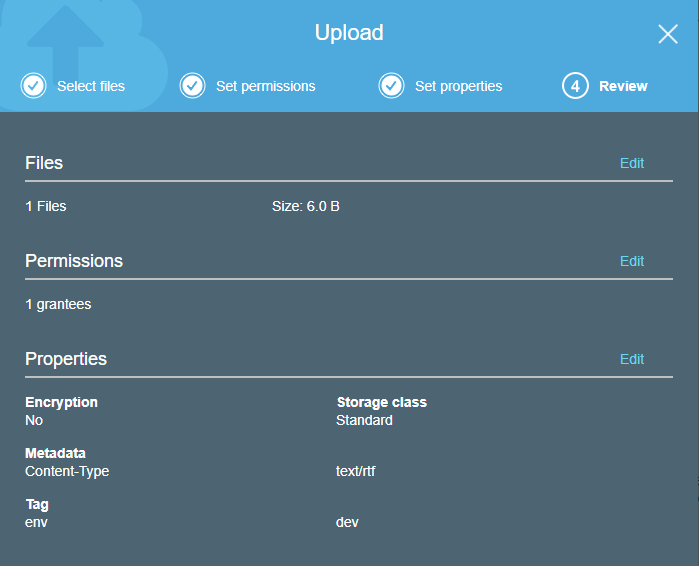 Upload
Select files Set permissions Set properties 4 Review
Files Edit
1 Files Size: 6.0 B
Permissions Edit
1 grantees
Properties Edit
Encryption Storage class
No Standard
Metadata
Content-Type text/rtf
Tag
env dev